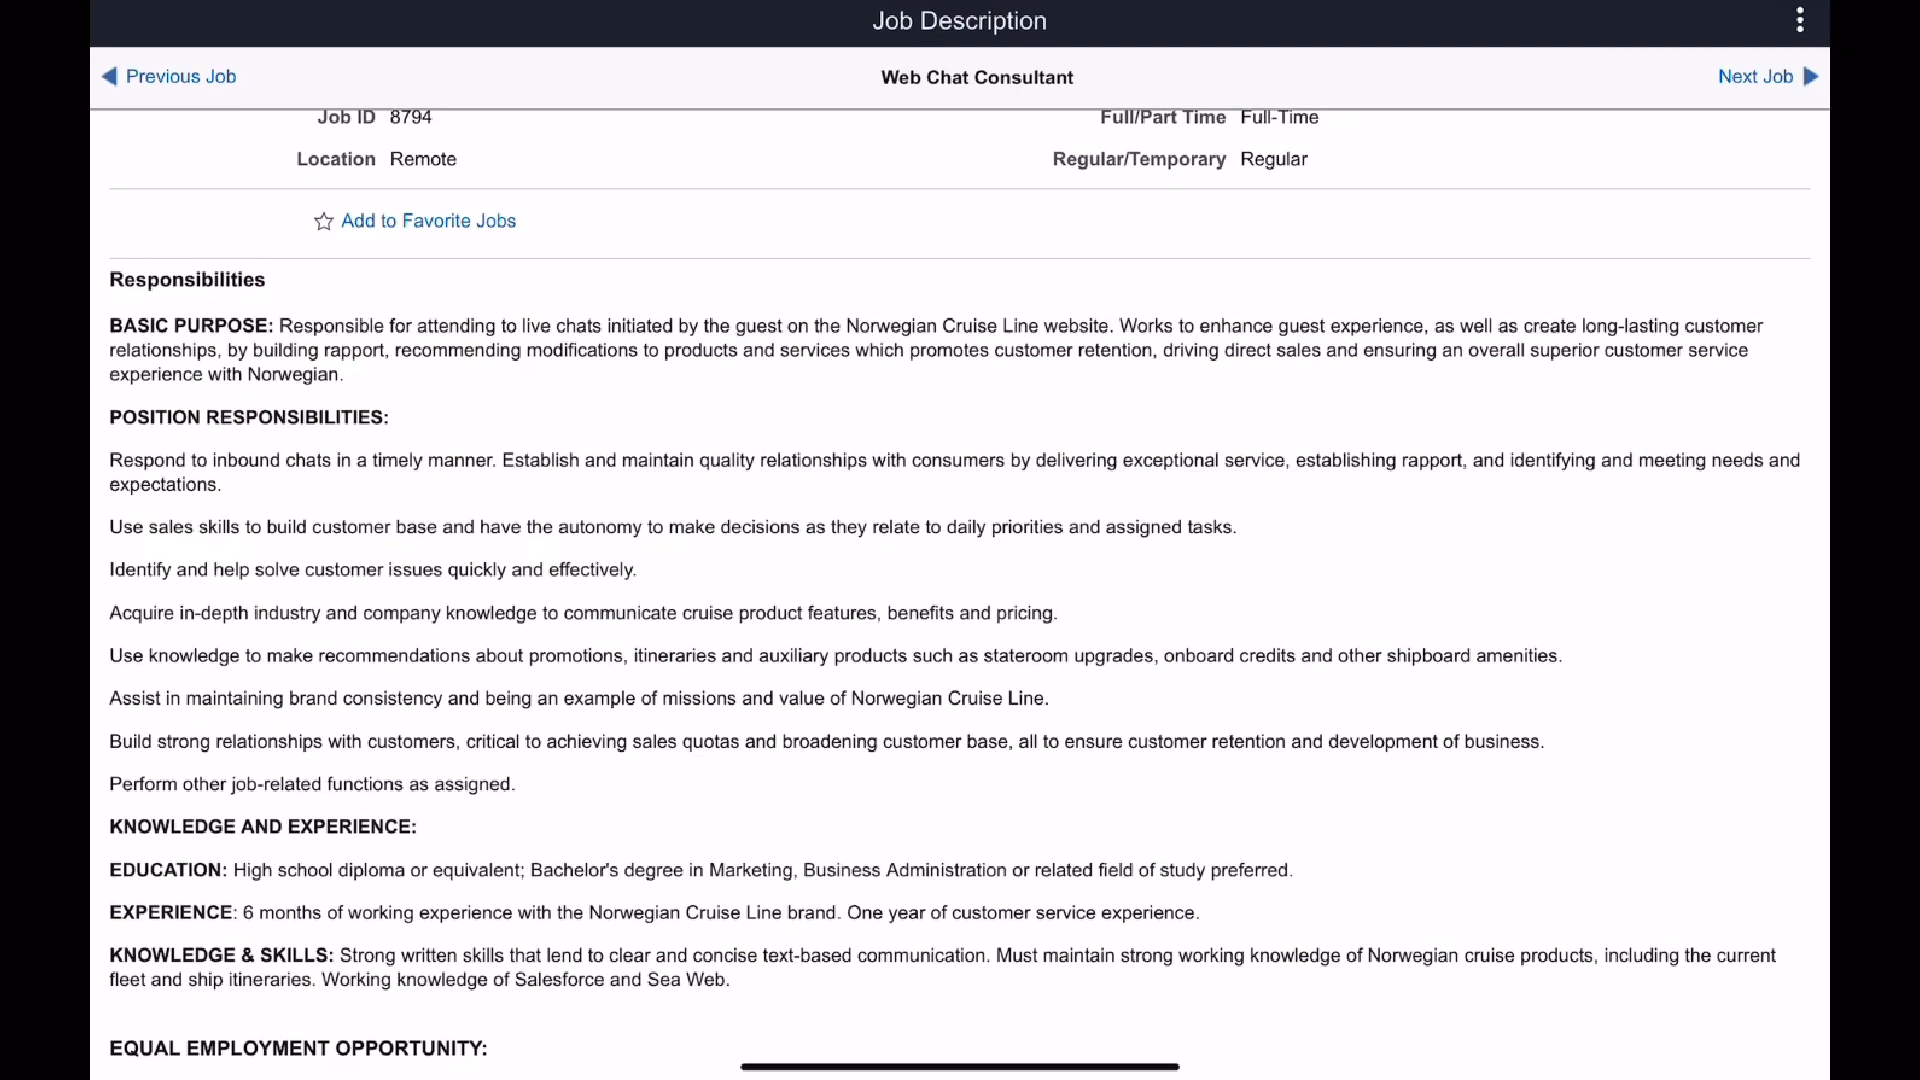 Job Description
Previous Job
Web Chat Consultant
Next Job
Job ID 8794
Full/Part Time Full-Time
Location Remote
Regular/Temporary Regular
Add to Favorite Jobs
Responsibilities
BASIC PURPOSE: Responsible for attending to live chats initiated by the guest on the Norwegian Cruise Line website. Works to enhance guest experience, as well as create long-lasting customer
relationships, by building rapport, recommending modifications to products and services which promotes customer retention, driving direct sales and ensuring an overall superior customer service
experience with Norwegian.
POSITION RESPONSIBILITIES:
Respond to inbound chats in a timely manner. Establish and maintain quality relationships with consumers by delivering exceptional service, establishing rapport, and identifying and meeting needs and
expectations.
Use sales skills to build customer base and have the autonomy to make decisions as they relate to daily priorities and assigned tasks.
Identify and help solve customer issues quickly and effectively.
Acquire in-depth industry and company knowledge to communicate cruise product features, benefits and pricing.
Use knowledge to make recommendations about promotions, itineraries and auxiliary products such as stateroom upgrades, onboard credits and other shipboard amenities.
Assist in maintaining brand consistency and being an example of missions and value of Norwegian Cruise Line.
Build strong relationships with customers, critical to achieving sales quotas and broadening customer base, all to ensure customer retention and development of business.
Perform other job-related functions as assigned.
KNOWLEDGE AND EXPERIENCE:
EDUCATION: High school diploma or equivalent; Bachelor's degree in Marketing, Business Administration or related field of study preferred.
EXPERIENCE: 6 months of working experience with the Norwegian Cruise Line brand. One year of customer service experience.
KNOWLEDGE & SKILLS: Strong written skills that lend to clear and concise text-based communication. Must maintain strong working knowledge of Norwegian cruise products, including the current
fleet and ship itineraries. Working knowledge of Salesforce and Sea Web.
EQUAL EMPLOYMENT OPPORTUNITY: